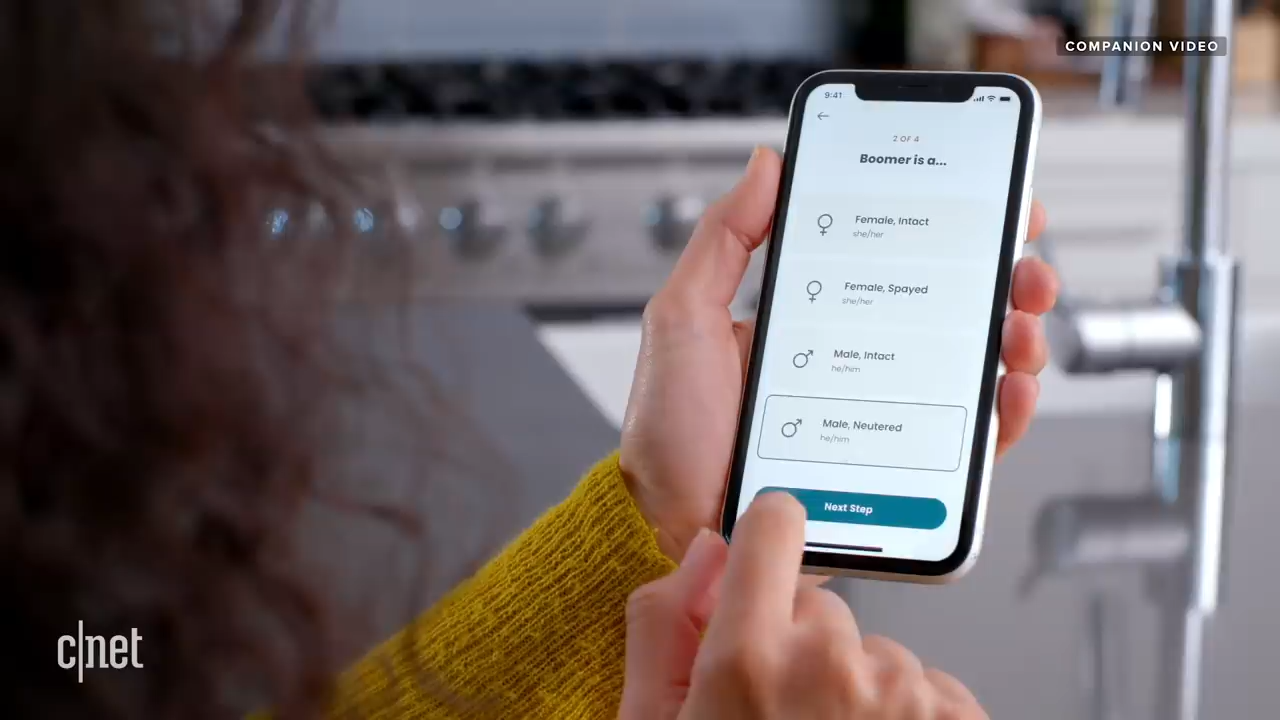 COMPANION VIDEO
9:41
2 OF 4
Boomer is a...
Female, Intact
she/her
Female, Spayed
she/her
Male, Intact
he/him
Male, Neutered
he/him
Next Step
c|net